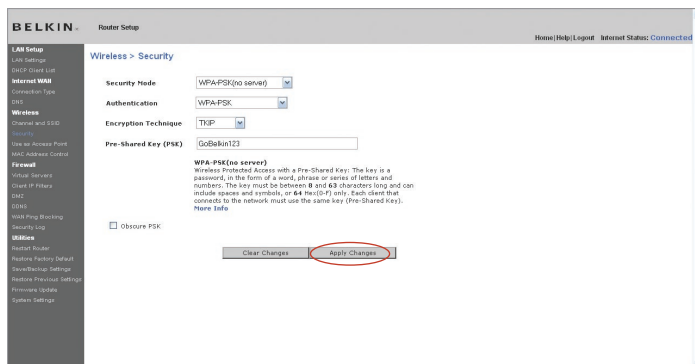 BELKIN
Router Setup
Home|Help|Logout Internet Status: Connected
LAN Setup
LAN Settings
DHCP Client List
Internet WAN
Connection Type
DNS
Wireless
Channel and SSID
Security
Use as Access Point
MAC Address Control
Firewall
Virtual Servers
Client IP Filters
DMZ
DDNS
WAN Ping Blocking
Security Log
Utilities
Restart Router
Restore Factory Default
Save/Backup Settings
Restore Previous Settings
Firmware Update
System Settings
Wireless > Security
Security Mode WPA-PSK(no server)
Authentication WPA-PSK
Encryption Technique TKIP
Pre-Shared Key (PSK) GoBelkin123
WPA-PSK(no server)
Wireless Protected Access with a Pre-Shared Key: The key is a
password, in the form of a word, phrase or series of letters and
numbers. The key must be between 8 and 63 characters long and can
include spaces and symbols, or 64 Hex(0-F) only. Each client that
connects to the network must use the same key (Pre-Shared Key).
More Info
Obscure PSK
Clear Changes
Apply Changes